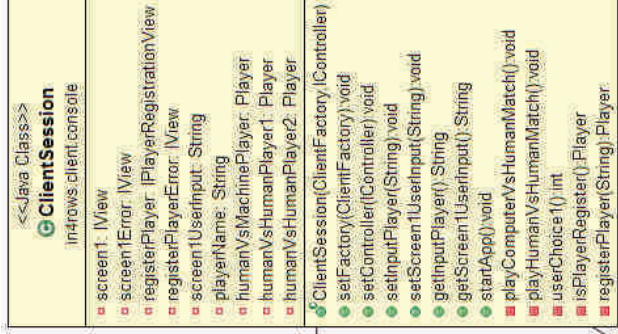 <<Java Class>>
ClientSession
in4rows.client.console
screen1: IView
screen1Error: IView
registerPlayer: IPlayerRegistrationView
registerPlayerError: IView
screen1UserInput: String
playerName: String
humanVsMachinePlayer: Player
humanVsHumanPlayer1: Player
humanVsHumanPlayer2: Player
ClientSession(ClientFactory,IController)
setFactory(ClientFactory):void
setController(IController):void
setInputPlayer(String):void
setScreen1UserInput(String):void
getInputPlayer():String
getScreen1UserInput():String
startApp():void
playComputerVsHumanMatch():void
playHumanVsHumanMatch():void
userChoice1():int
isPlayerRegister():Player
registerPlayer(String):Player